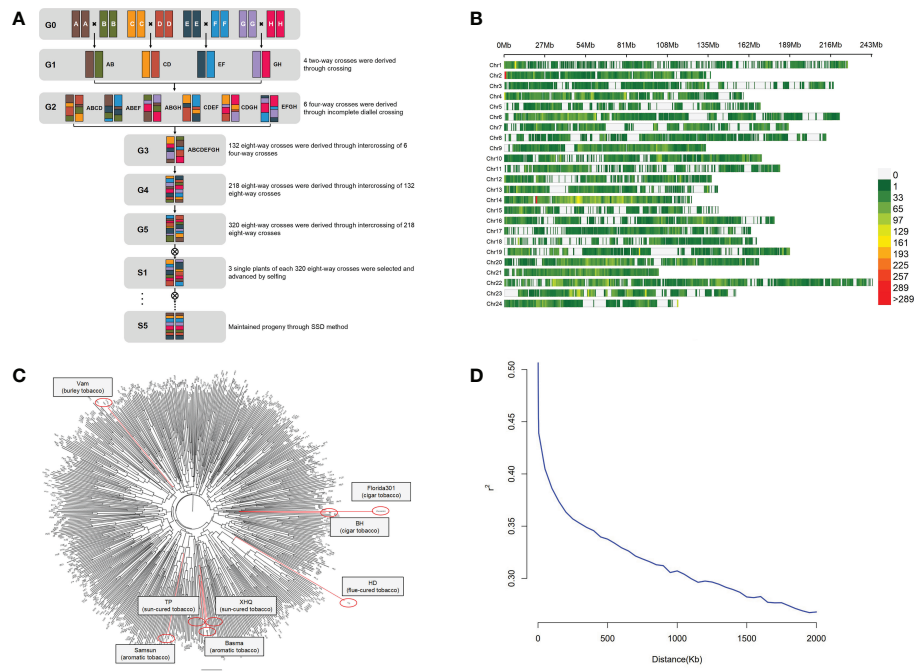 A
G0
A A × B B
C C × D D
E E × F F
G G × H H
G1
AB
CD
EF
GH
4 two-way crosses were derived
through crossing
G2
ABCD
ABEF
ABGH
CDEF
CDGH
EFGH
6 four-way crosses were derived
through incomplete diallel crossing
G3
ABCDEFGH
132 eight-way crosses were derived through intercrossing of 6
four-way crosses
G4
218 eight-way crosses were derived through intercrossing of 132
eight-way crosses
G5
320 eight-way crosses were derived through intercrossing of 218
eight-way crosses
S1
3 single plants of each 320 eight-way crosses were selected and
advanced by selfing
S5
Maintained progeny through SSD method
B
0Mb 27Mb 54Mb 81Mb 108Mb 135Mb 162Mb 189Mb 216Mb 243Mb
Chr1
Chr2
Chr3
Chr4
Chr5
Chr6
Chr7
Chr8
Chr9
Chr10
Chr11
Chr12
Chr13
Chr14
Chr15
Chr16
Chr17
Chr18
Chr19
Chr20
Chr21
Chr22
Chr23
Chr24
0
1
33
65
97
129
161
193
225
257
289
>289
C
Vam
(burley tobacco)
Florida301
(cigar tobacco)
BH
(cigar tobacco)
HD
(flue-cured tobacco)
TP
(sun-cured tobacco)
XHQ
(sun-cured tobacco)
Samsun
(aromatic tobacco)
Basma
(aromatic tobacco)
D
0.50
0.45
0.40
0.35
0.30
r²
0 500 1000 1500 2000
Distance(Kb)